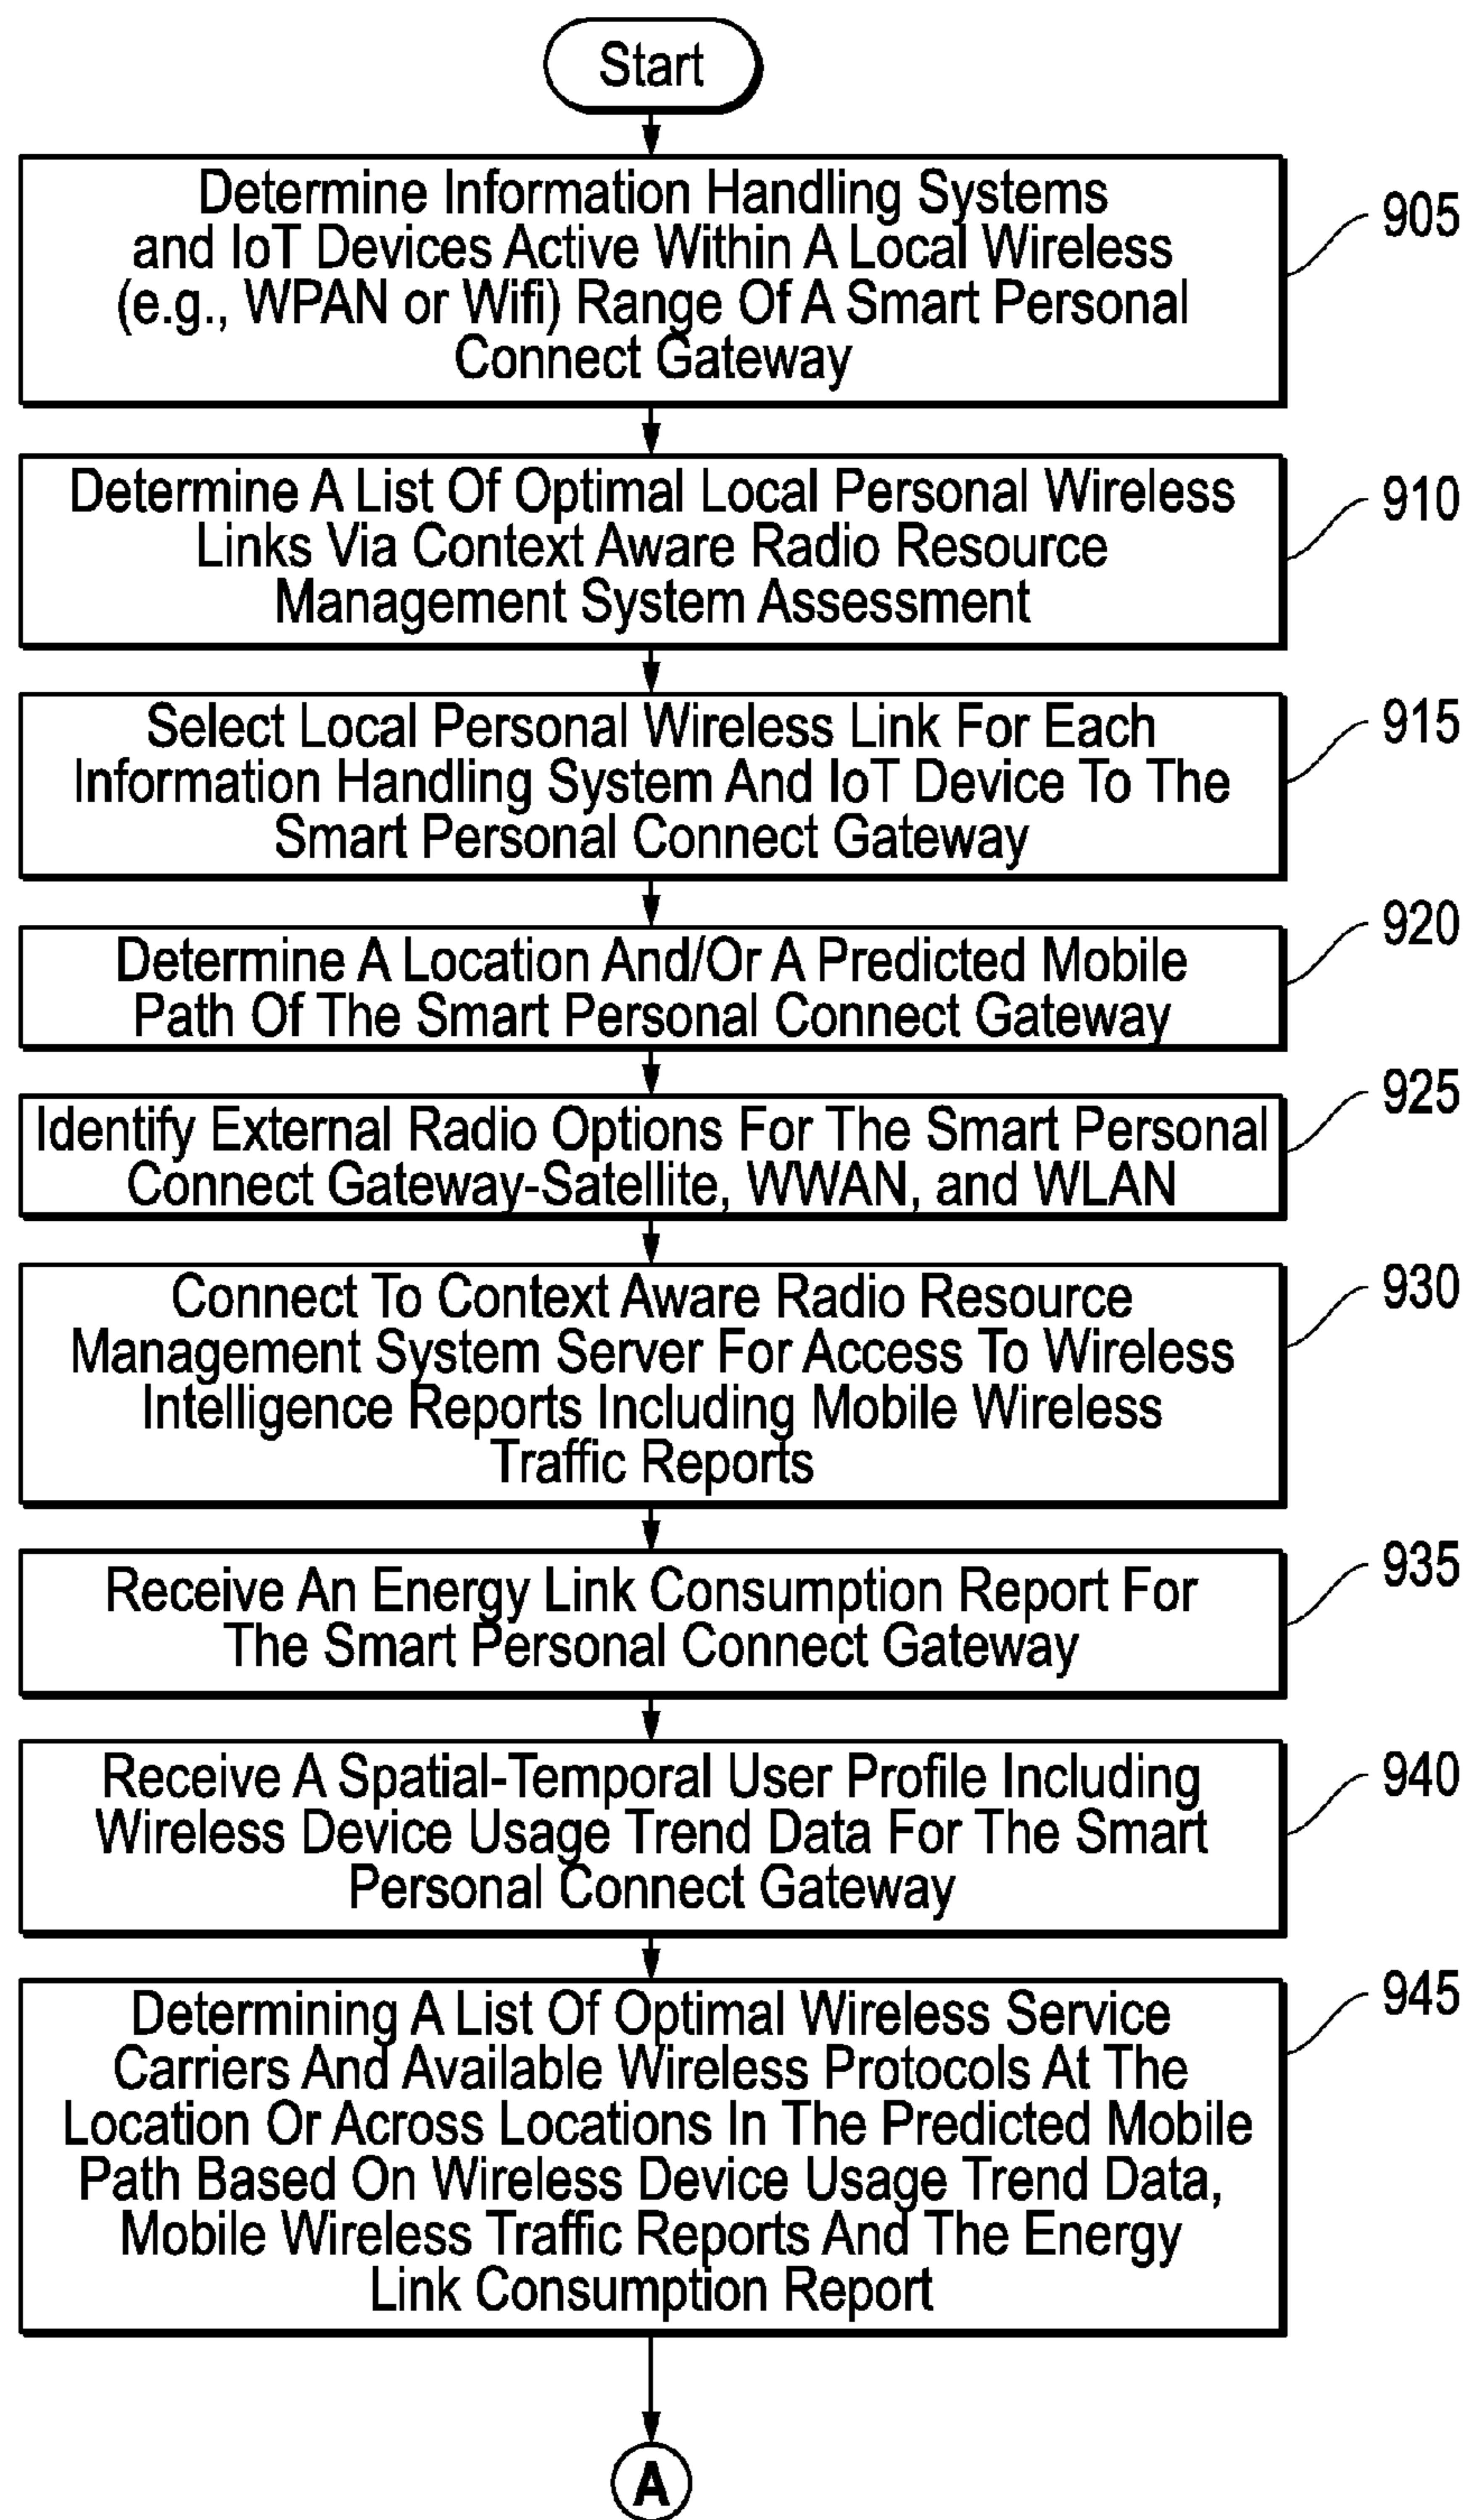 Start
Determine Information Handling Systems
and IoT Devices Active Within A Local Wireless
(e.g., WPAN or Wifi) Range Of A Smart Personal
Connect Gateway
905
Determine A List Of Optimal Local Personal Wireless
Links Via Context Aware Radio Resource
Management System Assessment
910
Select Local Personal Wireless Link For Each
Information Handling System And IoT Device To The
Smart Personal Connect Gateway
915
Determine A Location And/Or A Predicted Mobile
Path Of The Smart Personal Connect Gateway
920
Identify External Radio Options For The Smart Personal
Connect Gateway-Satellite, WWAN, and WLAN
925
Connect To Context Aware Radio Resource
Management System Server For Access To Wireless
Intelligence Reports Including Mobile Wireless
Traffic Reports
930
Receive An Energy Link Consumption Report For
The Smart Personal Connect Gateway
935
Receive A Spatial-Temporal User Profile Including
Wireless Device Usage Trend Data For The Smart
Personal Connect Gateway
940
Determining A List Of Optimal Wireless Service
Carriers And Available Wireless Protocols At The
Location Or Across Locations In The Predicted Mobile
Path Based On Wireless Device Usage Trend Data,
Mobile Wireless Traffic Reports And The Energy
Link Consumption Report
945
A